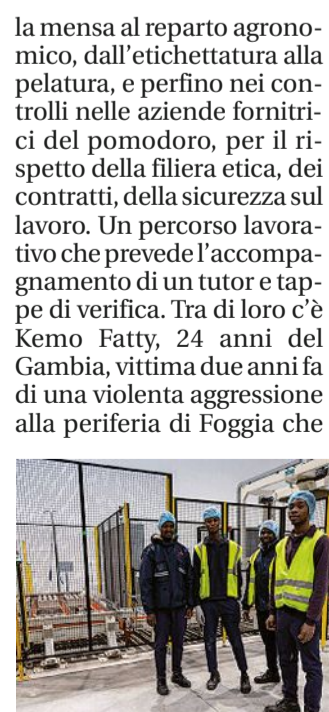 la mensa al reparto agrono-
mico, dall'etichettatura alla
pelatura, e perfino nei con-
trolli nelle aziende fornitri-
ci del pomodoro, per il ri-
spetto della filiera etica, dei
contratti, della sicurezza sul
lavoro. Un percorso lavora-
tivo che prevede l'accompa-
gnamento di un tutor e tap-
pe di verifica. Tra di loro c'è
Kemo Fatty, 24 anni del
Gambia, vittima due anni fa
di una violenta aggressione
alla periferia di Foggia che